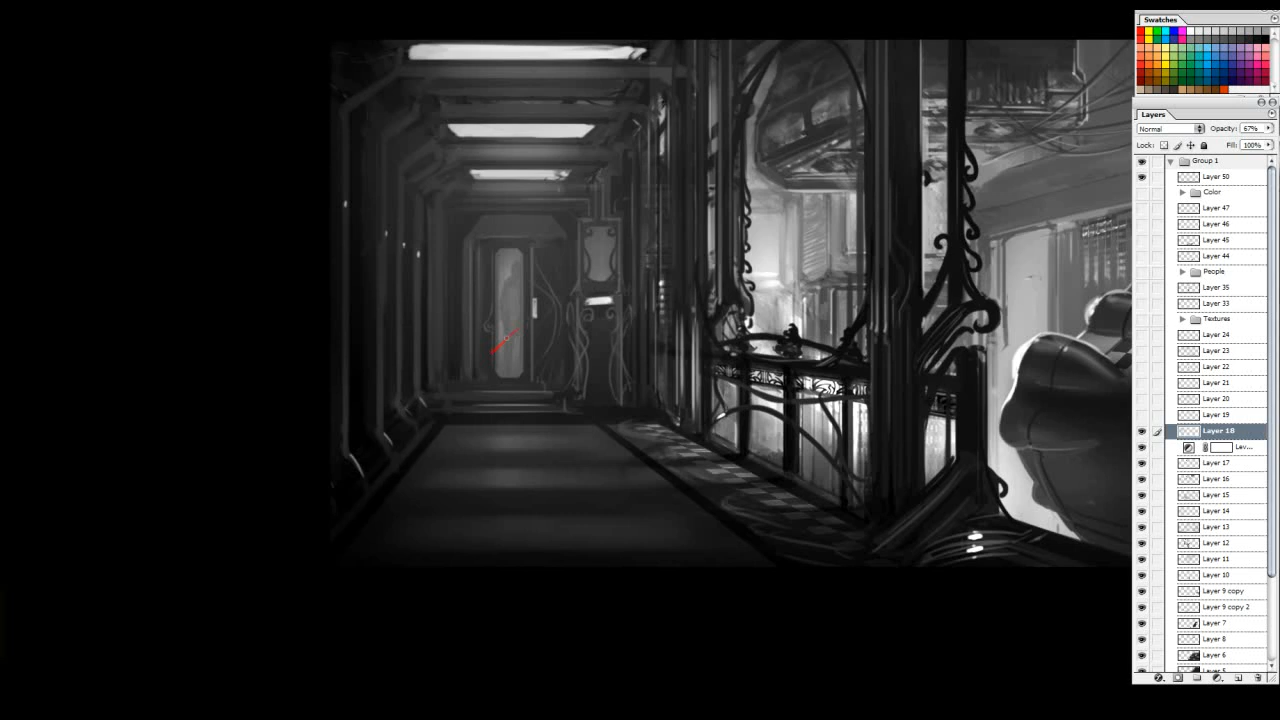 Swatches
Layers
Normal
Opacity: 67%
Lock:
Fill: 100%
Group 1
Layer 50
Color
Layer 47
Layer 46
Layer 45
Layer 44
People
Layer 35
Layer 33
Textures
Layer 24
Layer 23
Layer 22
Layer 21
Layer 20
Layer 19
Layer 18
Lev...
Layer 17
Layer 16
Layer 15
Layer 14
Layer 13
Layer 12
Layer 11
Layer 10
Layer 9 copy
Layer 9 copy 2
Layer 7
Layer 8
Layer 6
Layer 5